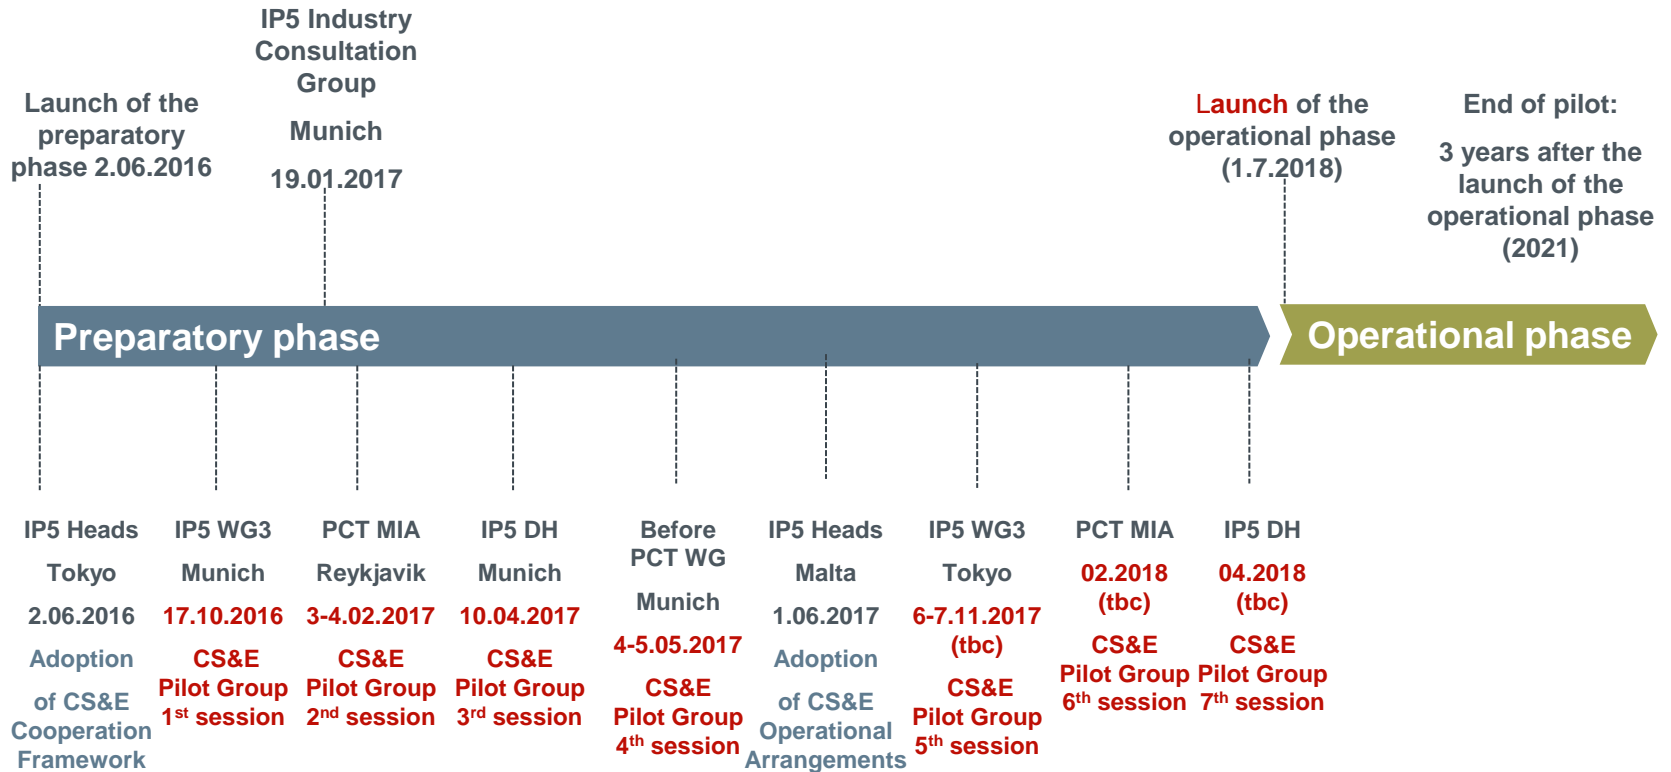 IP5 Industry
Consultation
Group
Munich
19.01.2017
Launch of the
preparatory
phase 2.06.2016
Launch of the
operational phase
(1.7.2018)
End of pilot:
3 years after the
launch of the
operational phase
(2021)
Preparatory phase
Operational phase
IP5 Heads
Tokyo
2.06.2016
Adoption
of CS&E
Cooperation
Framework
IP5 WG3
Munich
17.10.2016
CS&E
Pilot Group
1st session
PCT MIA
Reykjavik
3-4.02.2017
CS&E
Pilot Group
2nd session
IP5 DH
Munich
10.04.2017
CS&E
Pilot Group
3rd session
Before
PCT WG
Munich
4-5.05.2017
CS&E
Pilot Group
4th session
IP5 Heads
Malta
1.06.2017
Adoption
of CS&E
Operational
Arrangements
IP5 WG3
Tokyo
6-7.11.2017
(tbc)
CS&E
Pilot Group
5th session
PCT MIA
02.2018
(tbc)
CS&E
Pilot Group
6th session
IP5 DH
04.2018
(tbc)
CS&E
Pilot Group
7th session